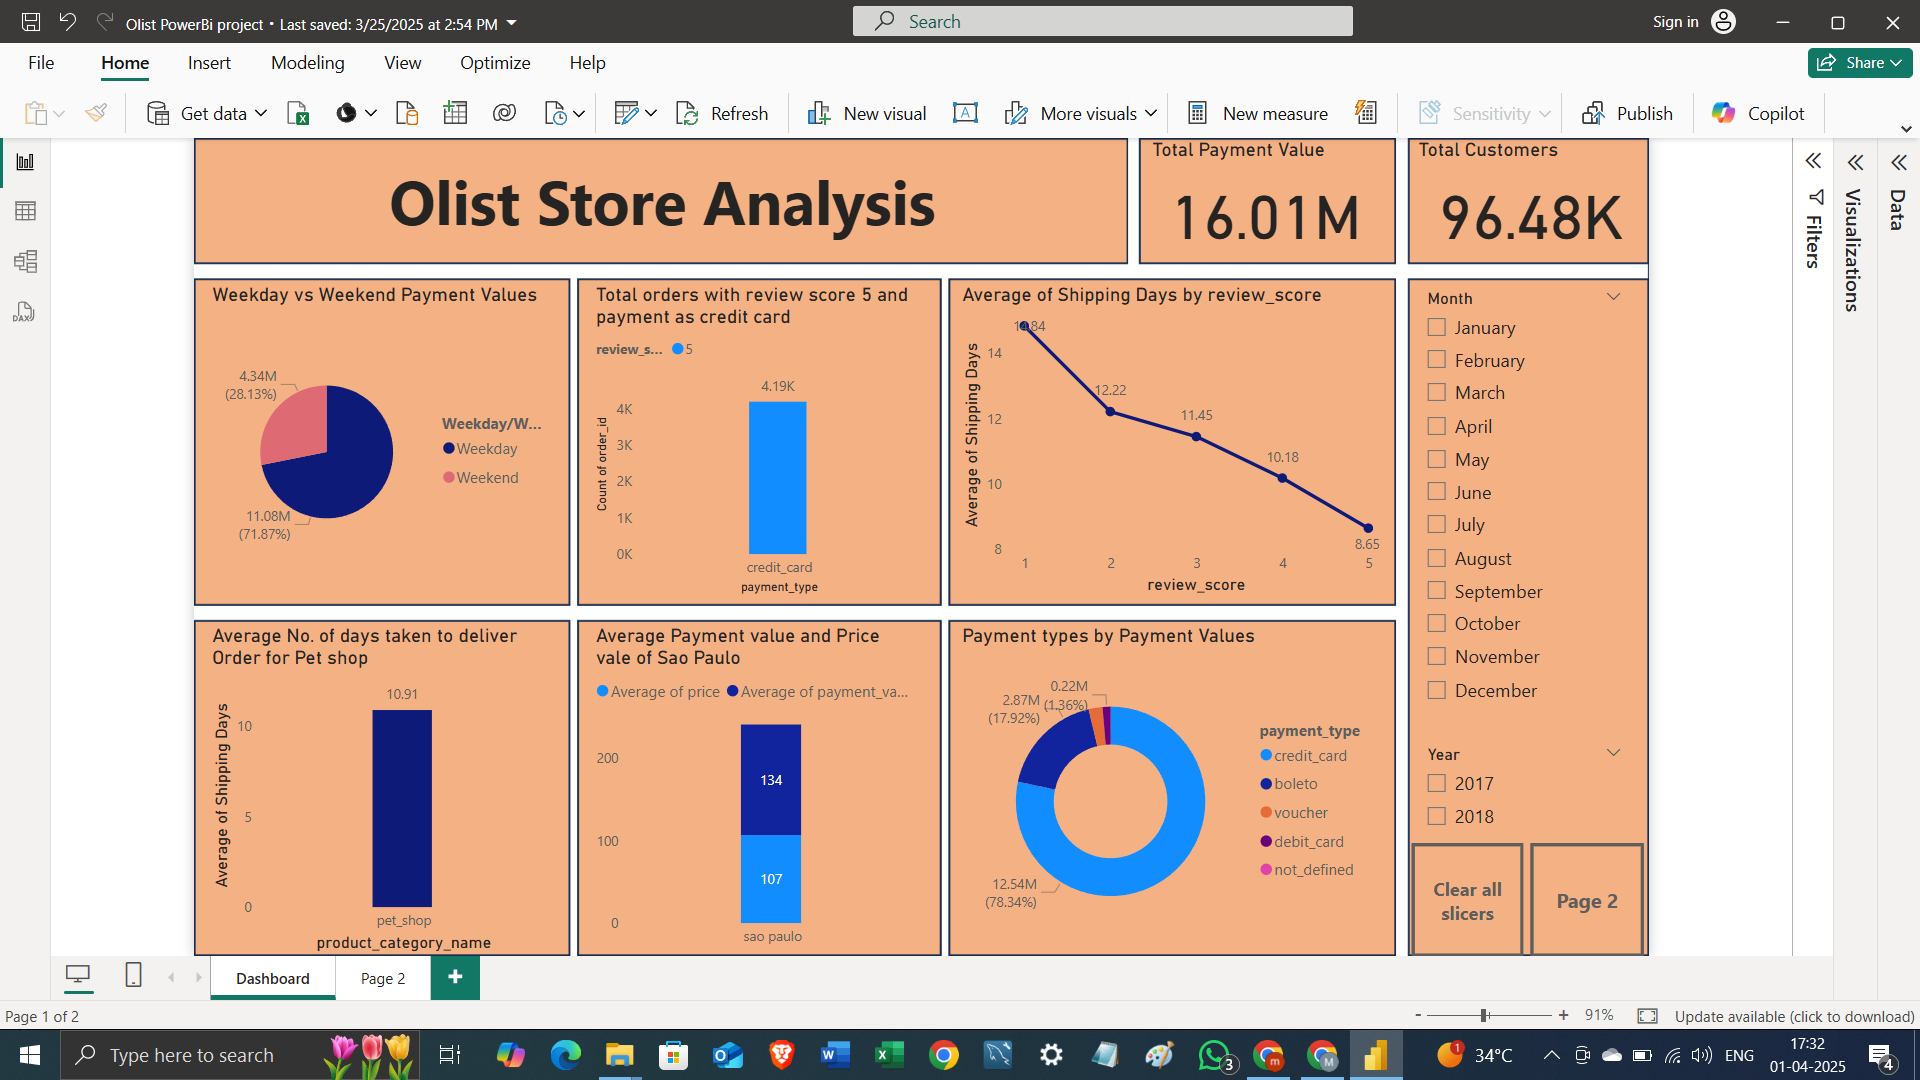 Olist PowerBi project • Last saved: 3/25/2025 at 2:54 PM
Search
Sign in
File Home Insert Modeling View Optimize Help
Share
Get data
Refresh
New visual
More visuals
New measure
Sensitivity
Publish
Copilot
DAX
Olist Store Analysis
Total Payment Value
16.01M
Total Customers
96.48K
Filters
Visualizations
Data
Weekday vs Weekend Payment Values
4.34M
(28.13%)
11.08M
(71.87%)
Weekday/W...
Weekday
Weekend
Total orders with review score 5 and
payment as credit card
review_s... 5
4.19K
4K
3K
2K
1K
0K
Count of order_id
credit_card
payment_type
Average of Shipping Days by review_score
14.84
12.22
11.45
10.18
8.65
14
12
10
8
Average of Shipping Days
1 2 3 4 5
review_score
Month
January
February
March
April
May
June
July
August
September
October
November
December
Year
2017
2018
Clear all
slicers
Page 2
Average No. of days taken to deliver
Order for Pet shop
10.91
10
5
0
Average of Shipping Days
pet_shop
product_category_name
Average Payment value and Price
vale of Sao Paulo
Average of price Average of payment_va...
200
100
0
134
107
sao paulo
Payment types by Payment Values
0.22M
(1.36%)
2.87M
(17.92%)
12.54M
(78.34%)
payment_type
credit_card
boleto
voucher
debit_card
not_defined
Dashboard Page 2 +
Page 1 of 2
- + 91%
Update available (click to download)
Type here to search
3
1
34°C
ENG
17:32
01-04-2025
4